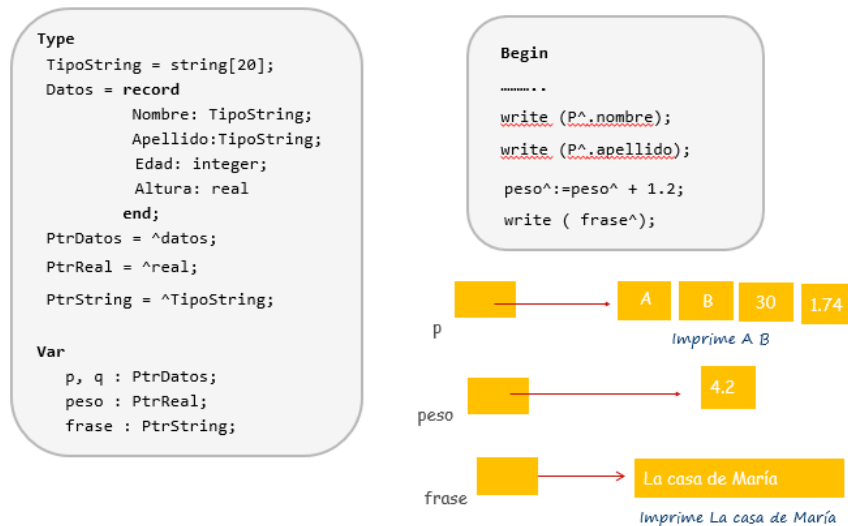 Type
TipoString = string[20];
Datos = record
Nombre: TipoString;
Apellido:TipoString;
Edad: integer;
Altura: real
end;
PtrDatos = ^datos;
PtrReal = ^real;
PtrString = ^TipoString;
Var
p, q : PtrDatos;
peso : PtrReal;
frase : PtrString;
Begin
………..
write (P^.nombre);
write (P^.apellido);
peso^:=peso^ + 1.2;
write ( frase^);
p
A B 30 1.74
Imprime A B
peso
4.2
frase
La casa de María
Imprime La casa de María